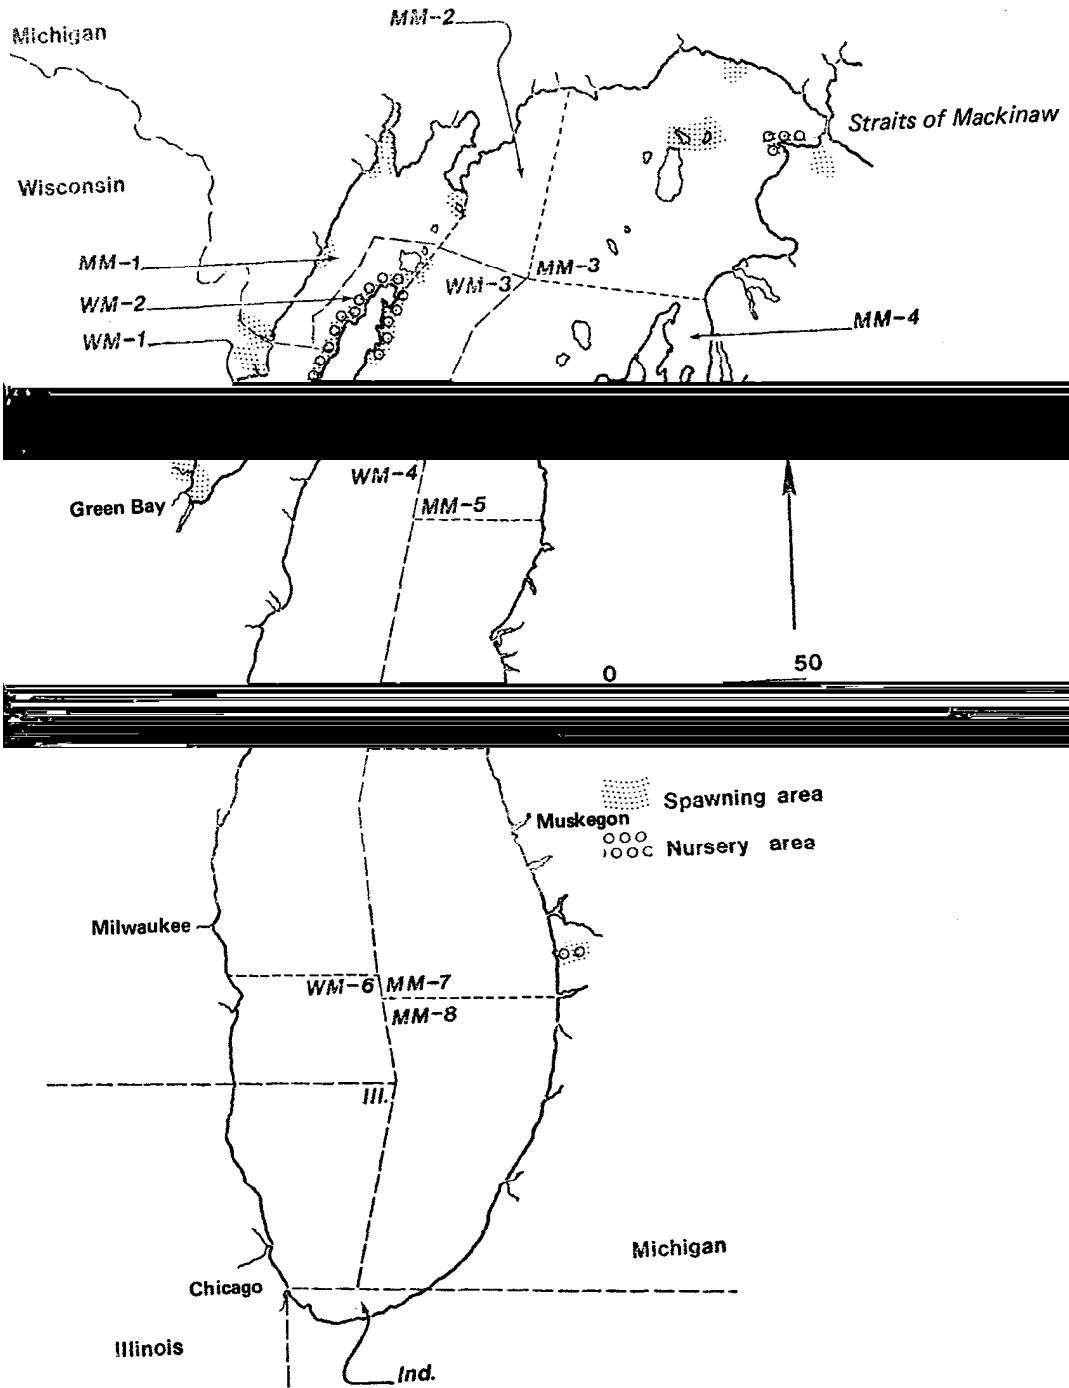 MM-2
Michigan
Straits of Mackinaw
Wisconsin
MM-1
MM-3
WM-3
WM-2
MM-4
WM-1
WM-4
MM-5
Green Bay
0 50
Spawning area
Muskegon
Nursery area
Milwaukee
WM-6 MM-7
MM-8
Ill.
Michigan
Chicago
Illinois
Ind.